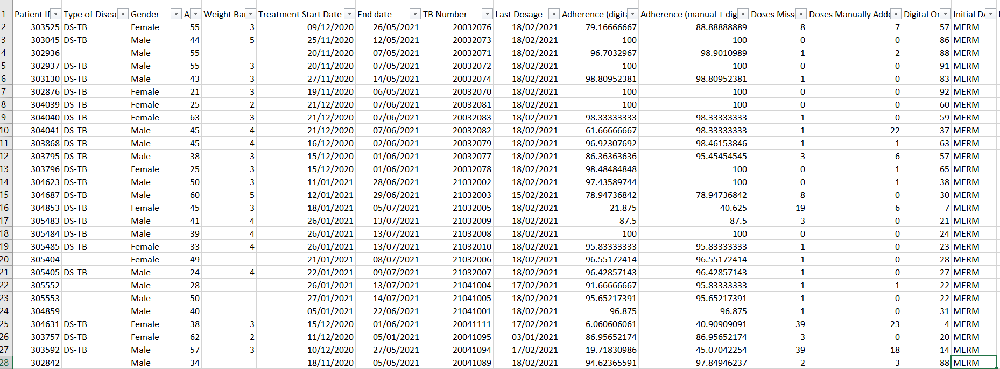 1 Patient ID Type of Disea Gender A Weight Ba Treatment Start Date End date TB Number Last Dosage Adherence (digita Adherence (manual + dig Doses Miss Doses Manually Adde Digital On Initial DA
2 303525 DS-TB Female 55 3 09/12/2020 26/05/2021 20032076 18/02/2021 79.16666667 88.88888889 8 7 57 MERM
3 303045 DS-TB Male 44 5 25/11/2020 12/05/2021 20032073 18/02/2021 100 100 0 0 86 MERM
4 302936 Male 55 20/11/2020 07/05/2021 20032071 18/02/2021 96.7032967 98.9010989 1 2 88 MERM
5 302937 DS-TB Male 55 3 20/11/2020 07/05/2021 20032072 18/02/2021 100 100 0 0 91 MERM
6 303130 DS-TB Male 43 3 27/11/2020 14/05/2021 20032074 18/02/2021 98.80952381 98.80952381 1 0 83 MERM
7 302876 DS-TB Female 21 3 19/11/2020 06/05/2021 20032070 18/02/2021 100 100 0 0 92 MERM
8 304039 DS-TB Female 25 2 21/12/2020 07/06/2021 20032081 18/02/2021 100 100 0 0 60 MERM
9 304040 DS-TB Female 63 3 21/12/2020 07/06/2021 20032083 18/02/2021 98.33333333 98.33333333 1 0 59 MERM
10 304041 DS-TB Male 45 4 21/12/2020 07/06/2021 20032082 18/02/2021 61.66666667 98.33333333 1 22 37 MERM
11 303868 DS-TB Male 45 4 16/12/2020 02/06/2021 20032079 18/02/2021 96.92307692 98.46153846 1 1 63 MERM
12 303795 DS-TB Male 38 3 15/12/2020 01/06/2021 20032077 18/02/2021 86.36363636 95.45454545 3 6 57 MERM
13 303796 DS-TB Female 25 3 15/12/2020 01/06/2021 20032078 18/02/2021 98.48484848 100 0 1 65 MERM
14 304623 DS-TB Male 50 3 11/01/2021 28/06/2021 21032002 18/02/2021 97.43589744 100 0 1 38 MERM
15 304687 DS-TB Male 60 5 12/01/2021 29/06/2021 21032003 15/02/2021 78.94736842 78.94736842 8 0 30 MERM
16 304853 DS-TB Female 45 3 18/01/2021 05/07/2021 21032005 18/02/2021 21.875 40.625 19 6 7 MERM
17 305483 DS-TB Male 41 4 26/01/2021 13/07/2021 21032009 18/02/2021 87.5 87.5 3 0 21 MERM
18 305484 DS-TB Male 39 4 26/01/2021 13/07/2021 21032008 18/02/2021 100 100 0 0 24 MERM
19 305485 DS-TB Female 33 4 26/01/2021 13/07/2021 21032010 18/02/2021 95.83333333 95.83333333 1 0 23 MERM
20 305404 Female 49 21/01/2021 08/07/2021 21032006 18/02/2021 96.55172414 96.55172414 1 0 28 MERM
21 305405 DS-TB Male 24 4 22/01/2021 09/07/2021 21032007 18/02/2021 96.42857143 96.42857143 1 0 27 MERM
22 305552 Male 28 26/01/2021 13/07/2021 21041004 17/02/2021 91.66666667 95.83333333 1 1 22 MERM
23 305553 Male 50 27/01/2021 14/07/2021 21041005 18/02/2021 95.65217391 95.65217391 1 0 22 MERM
24 304859 Male 40 05/01/2021 22/06/2021 21041001 18/02/2021 96.875 96.875 1 0 31 MERM
25 304631 DS-TB Female 38 3 15/12/2020 01/06/2021 20041111 17/02/2021 6.060606061 40.90909091 39 23 4 MERM
26 303757 DS-TB Female 62 2 11/12/2020 05/01/2021 20041095 03/01/2021 86.95652174 86.95652174 3 0 20 MERM
27 303592 DS-TB Male 57 3 10/12/2020 27/05/2021 20041094 17/02/2021 19.71830986 45.07042254 39 18 14 MERM
28 302842 Male 34 18/11/2020 05/05/2021 20041089 18/02/2021 94.62365591 97.84946237 2 3 88 MERM